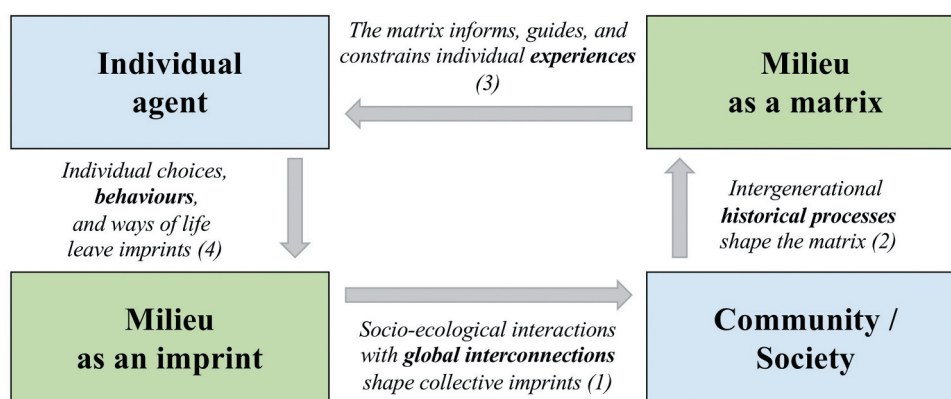 Individual
agent
The matrix informs, guides, and
constrains individual experiences
(3)
Milieu
as a matrix
Individual choices,
behaviours,
and ways of life
leave imprints (4)
Intergenerational
historical processes
shape the matrix (2)
Milieu
as an imprint
Socio-ecological interactions
with global interconnections
shape collective imprints (1)
Community /
Society